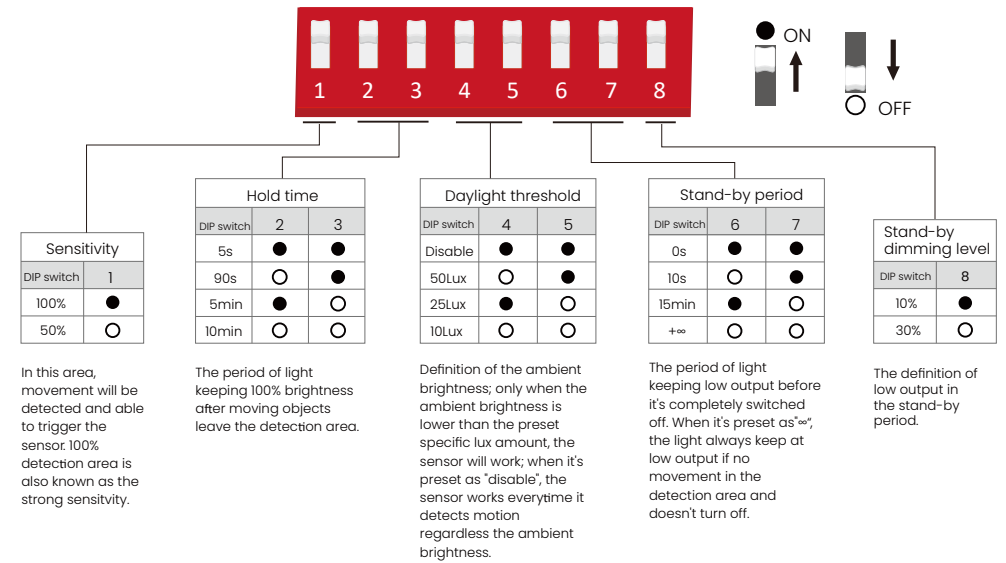 1 2 3 4 5 6 7 8
ON
OFF
Sensitivity
DIP switch 1
100%
50%
In this area,
movement will be
detected and able
to trigger the
sensor. 100%
detection area is
also known as the
strong sensitvity.
Hold time
DIP switch 2 3
5s
90s
5min
10min
The period of light
keeping 100% brightness
after moving objects
leave the detection area.
Daylight threshold
DIP switch 4 5
Disable
50Lux
25Lux
10Lux
Definition of the ambient
brightness; only when the
ambient brightness is
lower than the preset
specific lux amount, the
sensor will work; when it's
preset as "disable", the
sensor works everytime it
detects motion
regardless the ambient
brightness.
Stand-by period
DIP switch 6 7
0s
10s
15min
+∞
The period of light
keeping low output before
it's completely switched
off. When it's preset as"∞",
the light always keep at
low output if no
movement in the
detection area and
doesn't turn off.
Stand-by
dimming level
DIP switch 8
10%
30%
The definition of
low output in
the stand-by
period.